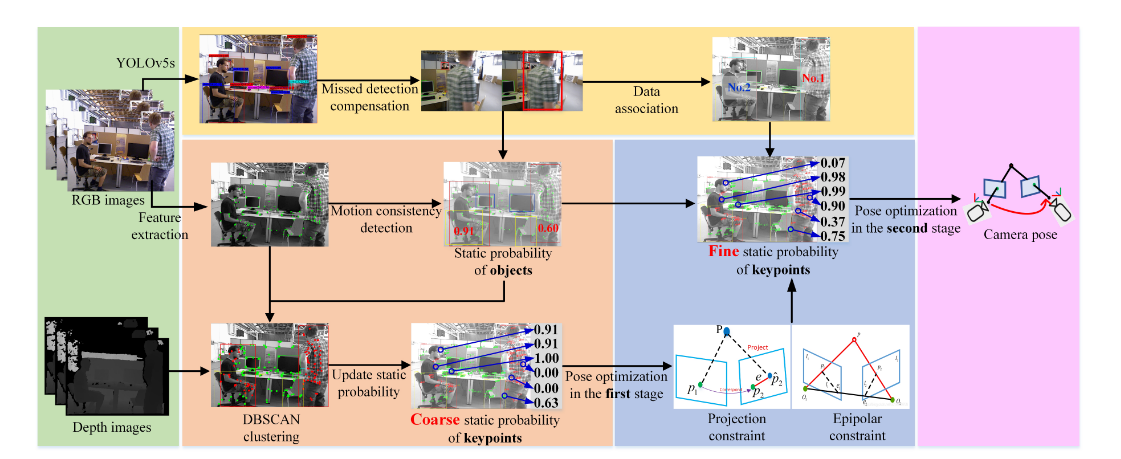 YOLOv5s
RGB images
Feature
extraction
Depth images
Missed detection
compensation
Data
association
No.1
No.2
Motion consistency
detection
0.91
0.60
Static probability
of objects
DBSCAN
clustering
Update static
probability
0.91
0.91
1.00
0.00
0.00
0.63
Coarse static probability
of keypoints
Pose optimization
in the first stage
0.07
0.98
0.99
0.90
0.37
0.75
Fine static probability
of keypoints
P
Project
p1
e
p̂2
p2
Projection
constraint
Epipolar
constraint
Pose optimization
in the second stage
Camera pose